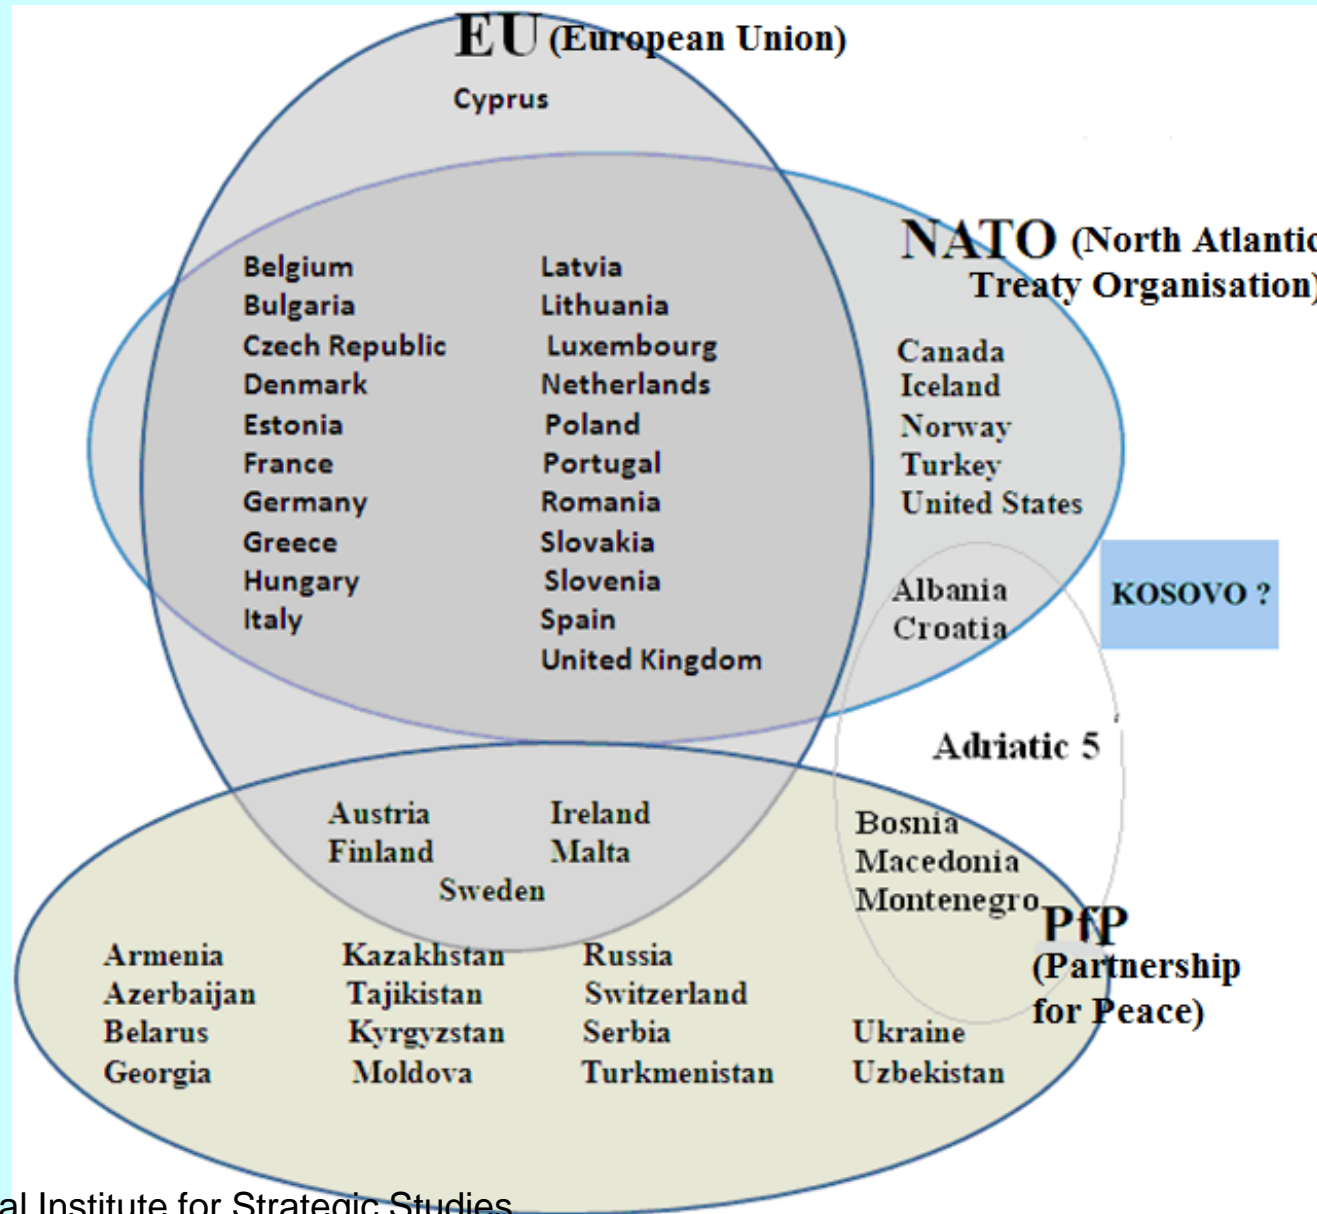 EU (European Union)
Cyprus
NATO (North Atlantic
Treaty Organisation)
Belgium
Bulgaria
Czech Republic
Denmark
Estonia
France
Germany
Greece
Hungary
Italy
Latvia
Lithuania
Luxembourg
Netherlands
Poland
Portugal
Romania
Slovakia
Slovenia
Spain
United Kingdom
Canada
Iceland
Norway
Turkey
United States
Albania
Croatia
KOSOVO ?
Adriatic 5
Bosnia
Macedonia
Montenegro
PfP
(Partnership
for Peace)
Austria
Finland
Ireland
Malta
Sweden
Armenia
Azerbaijan
Belarus
Georgia
Kazakhstan
Tajikistan
Kyrgyzstan
Moldova
Russia
Switzerland
Serbia
Turkmenistan
Ukraine
Uzbekistan
al Institute for Strategic Studies